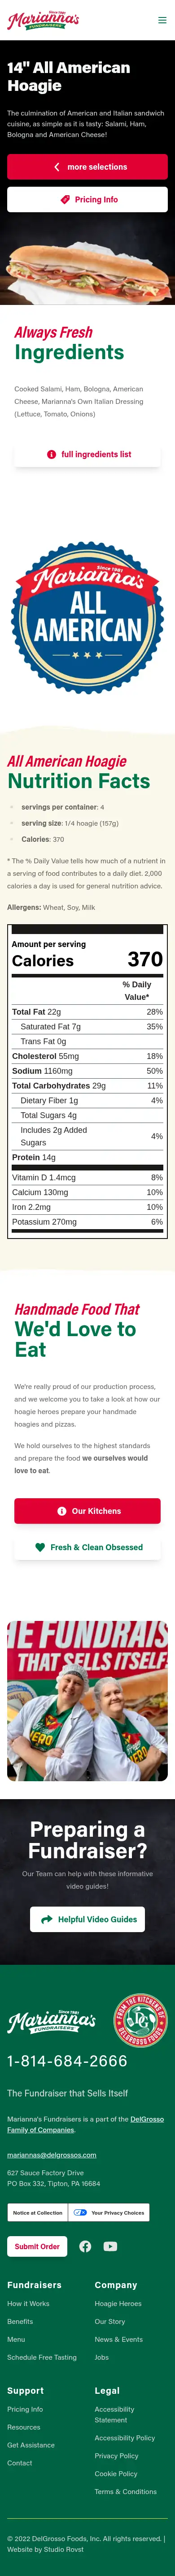 Since 1981
Marianna's
FUNDRAISERS
14" All American
Hoagie
The culmination of American and Italian sandwich
cuisine, as simple as it is tasty: Salami, Ham,
Bologna and American Cheese!
more selections
Pricing Info
Always Fresh
Ingredients
Cooked Salami, Ham, Bologna, American
Cheese, Marianna's Own Italian Dressing
(Lettuce, Tomato, Onions)
full ingredients list
Marianna's
ALL
AMERICAN
All American Hoagie
Nutrition Facts
servings per container: 4
serving size: 1/4 hoagie (157g)
Calories: 370
* The % Daily Value tells how much of a nutrient in
a serving of food contributes to a daily diet. 2,000
calories a day is used for general nutrition advice.
Allergens: Wheat, Soy, Milk
Amount per serving
Calories 370
% Daily
Value*
Total Fat 22g 28%
Saturated Fat 7g 35%
Trans Fat 0g
Cholesterol 55mg 18%
Sodium 1160mg 50%
Total Carbohydrates 29g 11%
Dietary Fiber 1g 4%
Total Sugars 4g
Includes 2g Added
Sugars 4%
Protein 14g
Vitamin D 1.4mcg 8%
Calcium 130mg 10%
Iron 2.2mg 10%
Potassium 270mg 6%
Handmade Food That
We'd Love to
Eat
We're really proud of our production process,
and we welcome you to take a look at how our
hoagie heroes prepare your handmade
hoagies and pizzas.
We hold ourselves to the highest standards
and prepare the food we ourselves would
love to eat.
Our Kitchens
Fresh & Clean Obsessed
E FUNDRAIS
THAT SELLS ITSELF
Preparing a
Fundraiser?
Our Team can help with these informative
video guides!
Helpful Video Guides
Since 1981
Marianna's
FUNDRAISERS
FROM THE KITCHENS OF
DELGROSSO FOODS
1-814-684-2666
The Fundraiser that Sells Itself
Marianna's Fundraisers is a part of the DelGrosso
Family of Companies.
mariannas@delgrossos.com
627 Sauce Factory Drive
PO Box 332, Tipton, PA 16684
Notice at Collection Your Privacy Choices
Submit Order
Fundraisers
How it Works
Benefits
Menu
Schedule Free Tasting
Company
Hoagie Heroes
Our Story
News & Events
Jobs
Support
Pricing Info
Resources
Get Assistance
Contact
Legal
Accessibility
Statement
Accessibility Policy
Privacy Policy
Cookie Policy
Terms & Conditions
© 2022 DelGrosso Foods, Inc. All rights reserved. |
Website by Studio Rovst